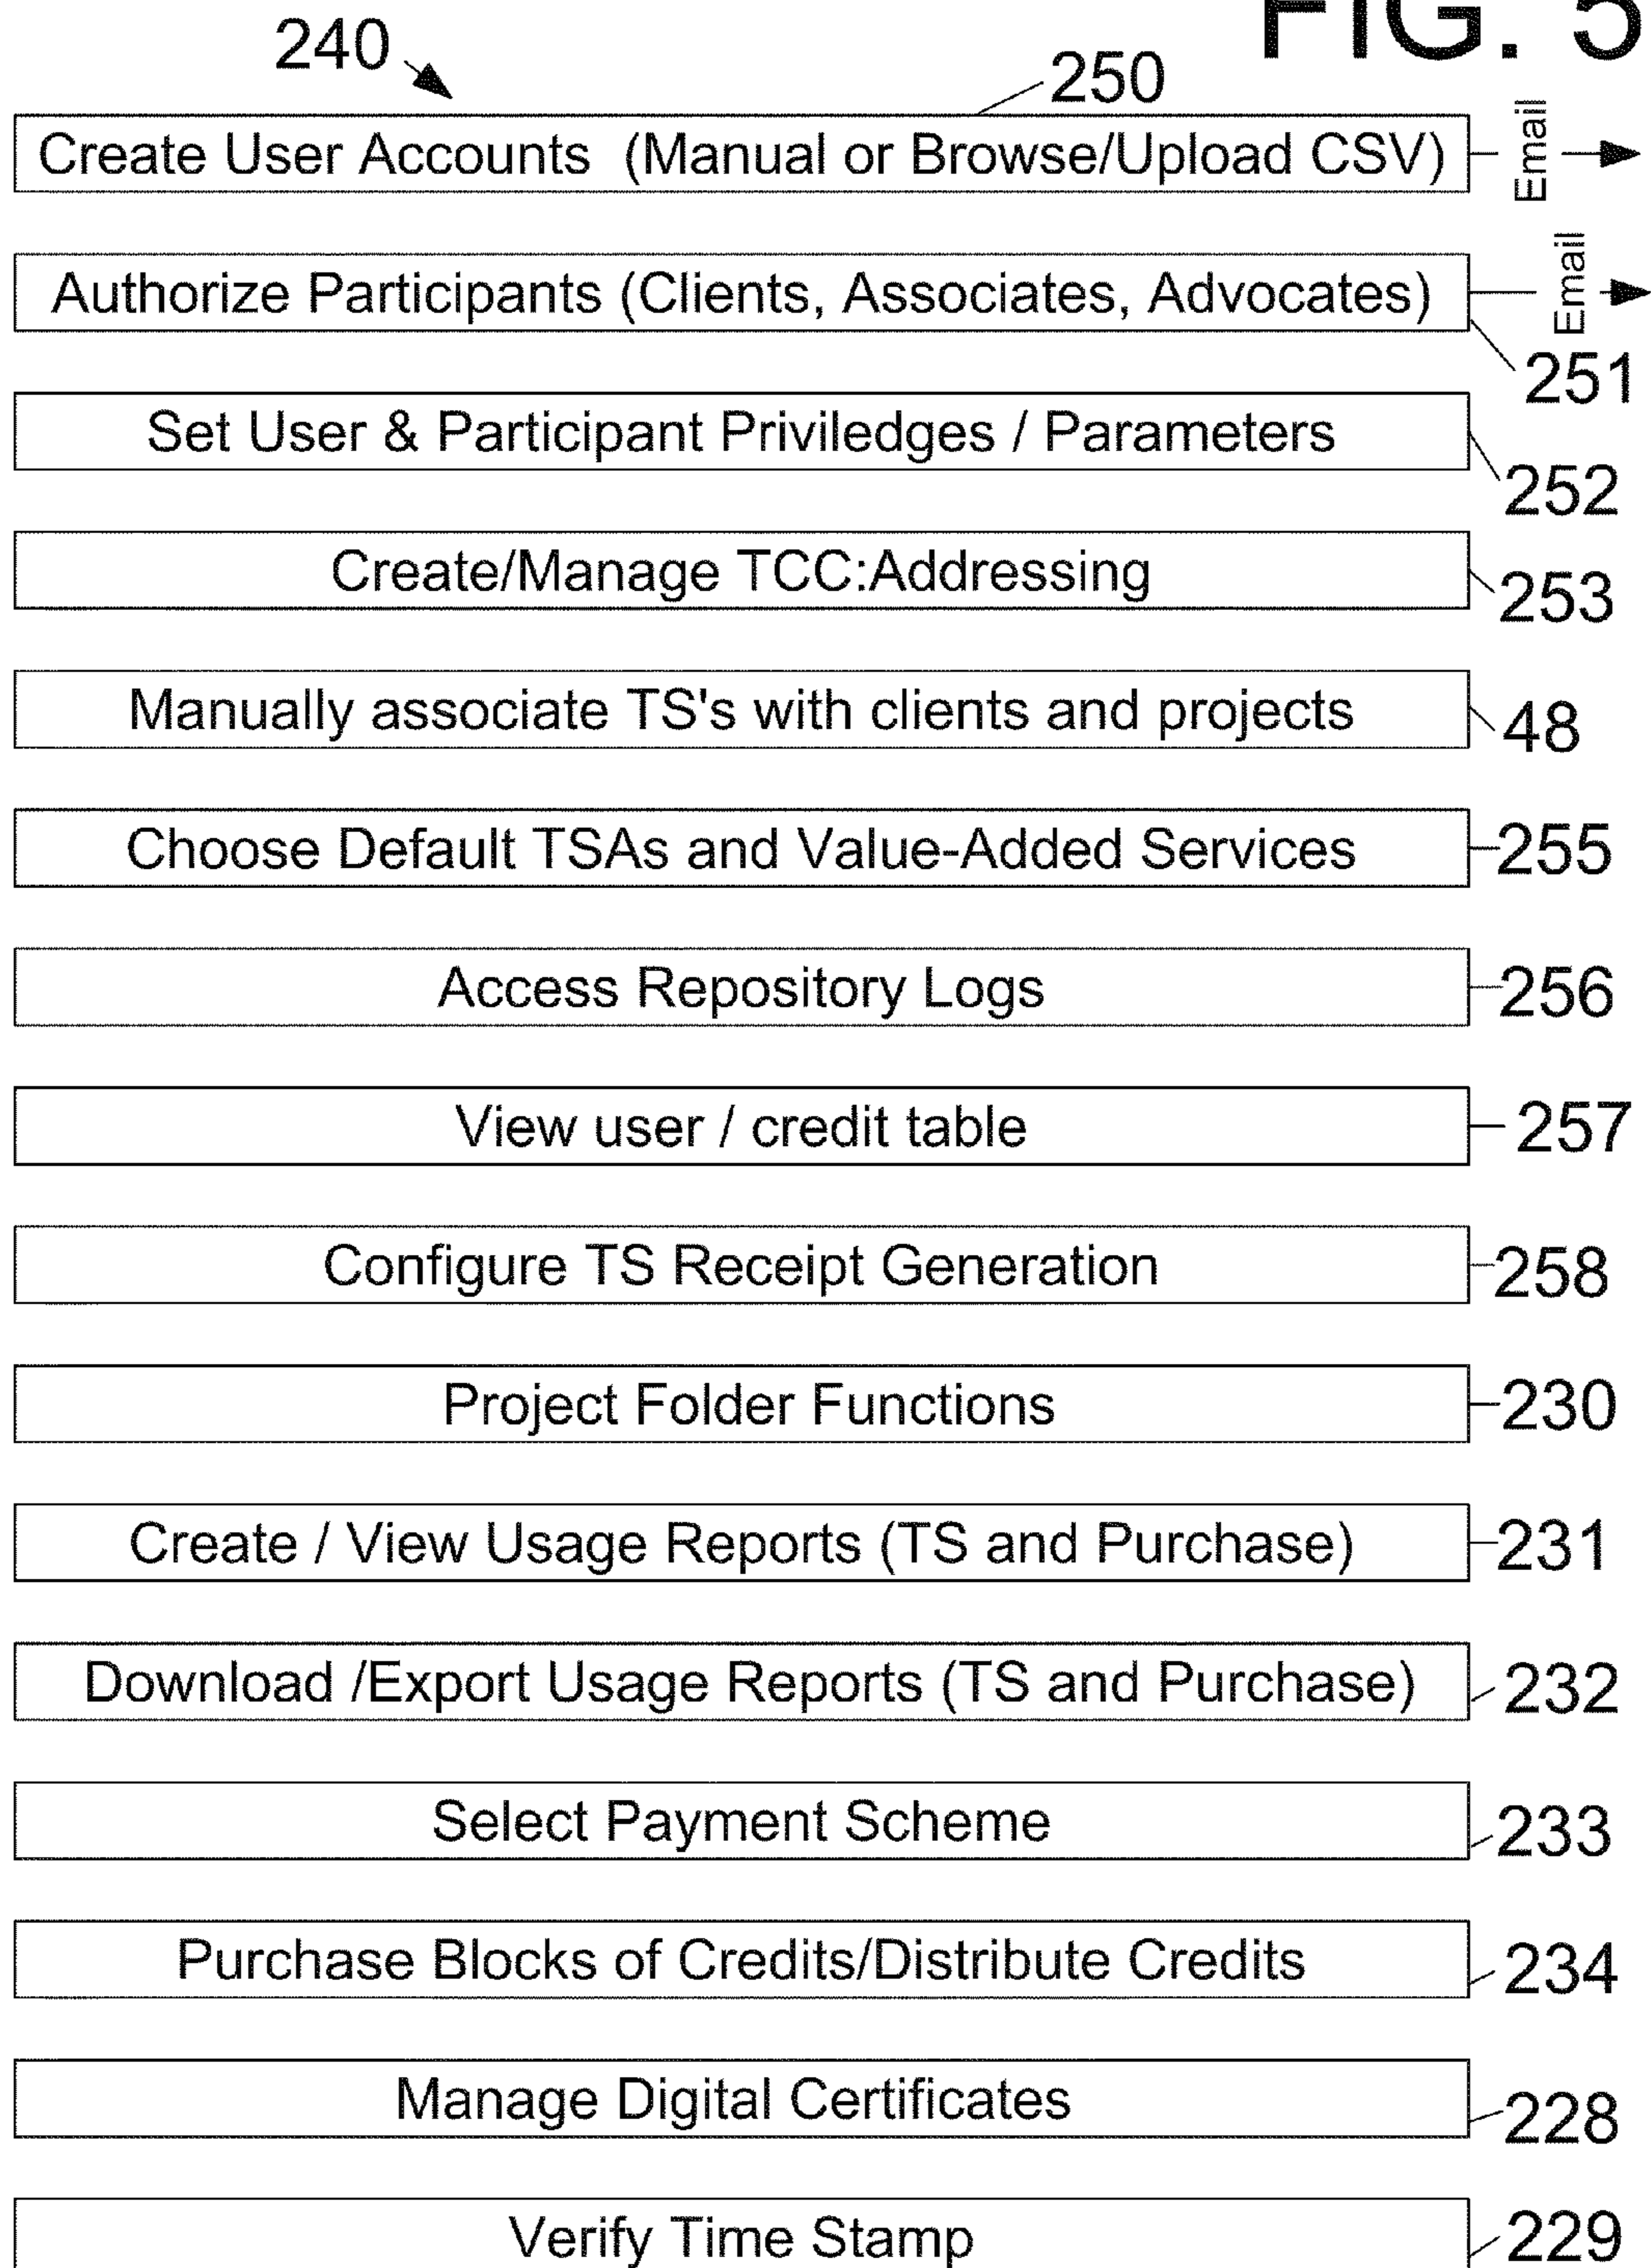 FIG. 5
240
250
Create User Accounts (Manual or Browse/Upload CSV)
Email
Authorize Participants (Clients, Associates, Advocates)
Email
251
Set User & Participant Priviledges / Parameters
252
Create/Manage TCC:Addressing
253
Manually associate TS's with clients and projects
48
Choose Default TSAs and Value-Added Services
255
Access Repository Logs
256
View user / credit table
257
Configure TS Receipt Generation
258
Project Folder Functions
230
Create / View Usage Reports (TS and Purchase)
231
Download /Export Usage Reports (TS and Purchase)
232
Select Payment Scheme
233
Purchase Blocks of Credits/Distribute Credits
234
Manage Digital Certificates
228
Verify Time Stamp
229